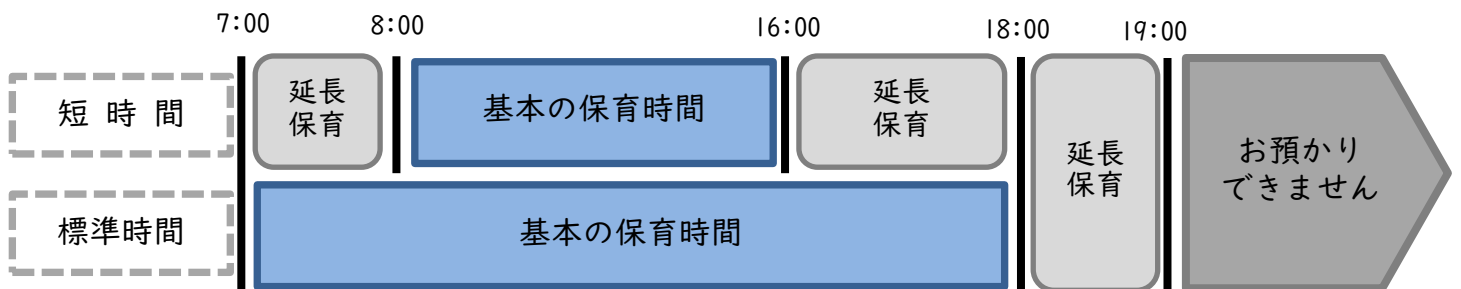 7:00 8:00 16:00 18:00 19:00
短時間
延長
保育
基本の保育時間
延長
保育
延長
保育
お預かり
できません
標準時間
基本の保育時間